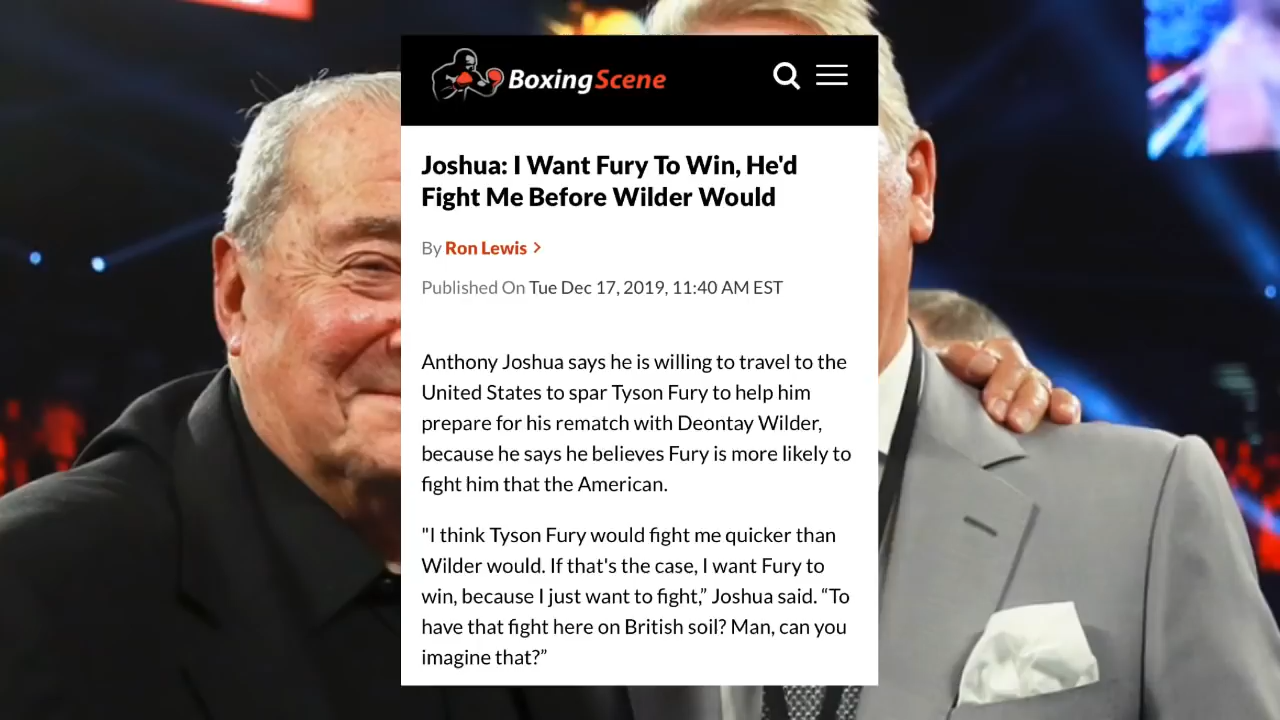 BoxingScene
Joshua: I Want Fury To Win, He'd
Fight Me Before Wilder Would
By Ron Lewis >
Published On Tue Dec 17, 2019, 11:40 AM EST
Anthony Joshua says he is willing to travel to the
United States to spar Tyson Fury to help him
prepare for his rematch with Deontay Wilder,
because he says he believes Fury is more likely to
fight him that the American.
"I think Tyson Fury would fight me quicker than
Wilder would. If that's the case, I want Fury to
win, because I just want to fight,” Joshua said. “To
have that fight here on British soil? Man, can you
imagine that?”